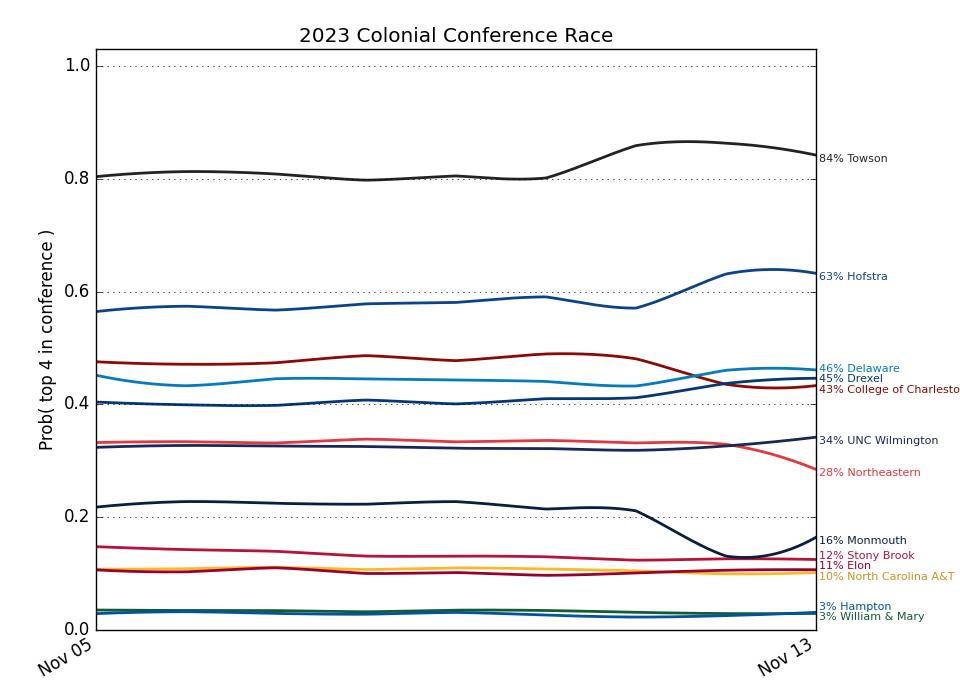 2023 Colonial Conference Race
Prob( top 4 in conference )
1.0
0.8
0.6
0.4
0.2
0.0
Nov 05
Nov 13
84% Towson
63% Hofstra
46% Delaware
45% Drexel
43% College of Charlesto
34% UNC Wilmington
28% Northeastern
16% Monmouth
12% Stony Brook
11% Elon
10% North Carolina A&T
3% Hampton
3% William & Mary